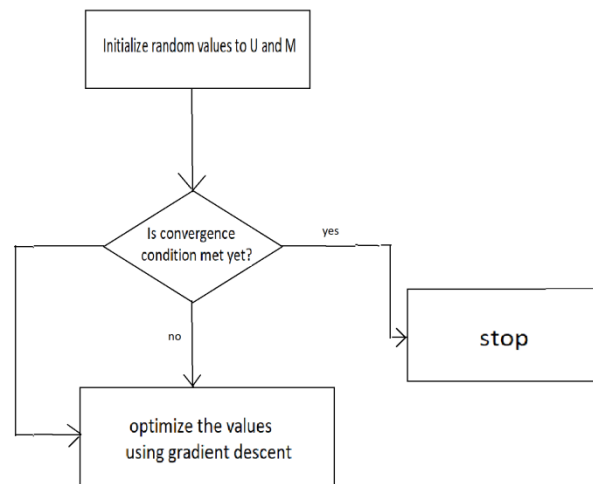 Initialize random values to U and M
Is convergence
condition met yet?
yes
stop
no
optimize the values
using gradient descent